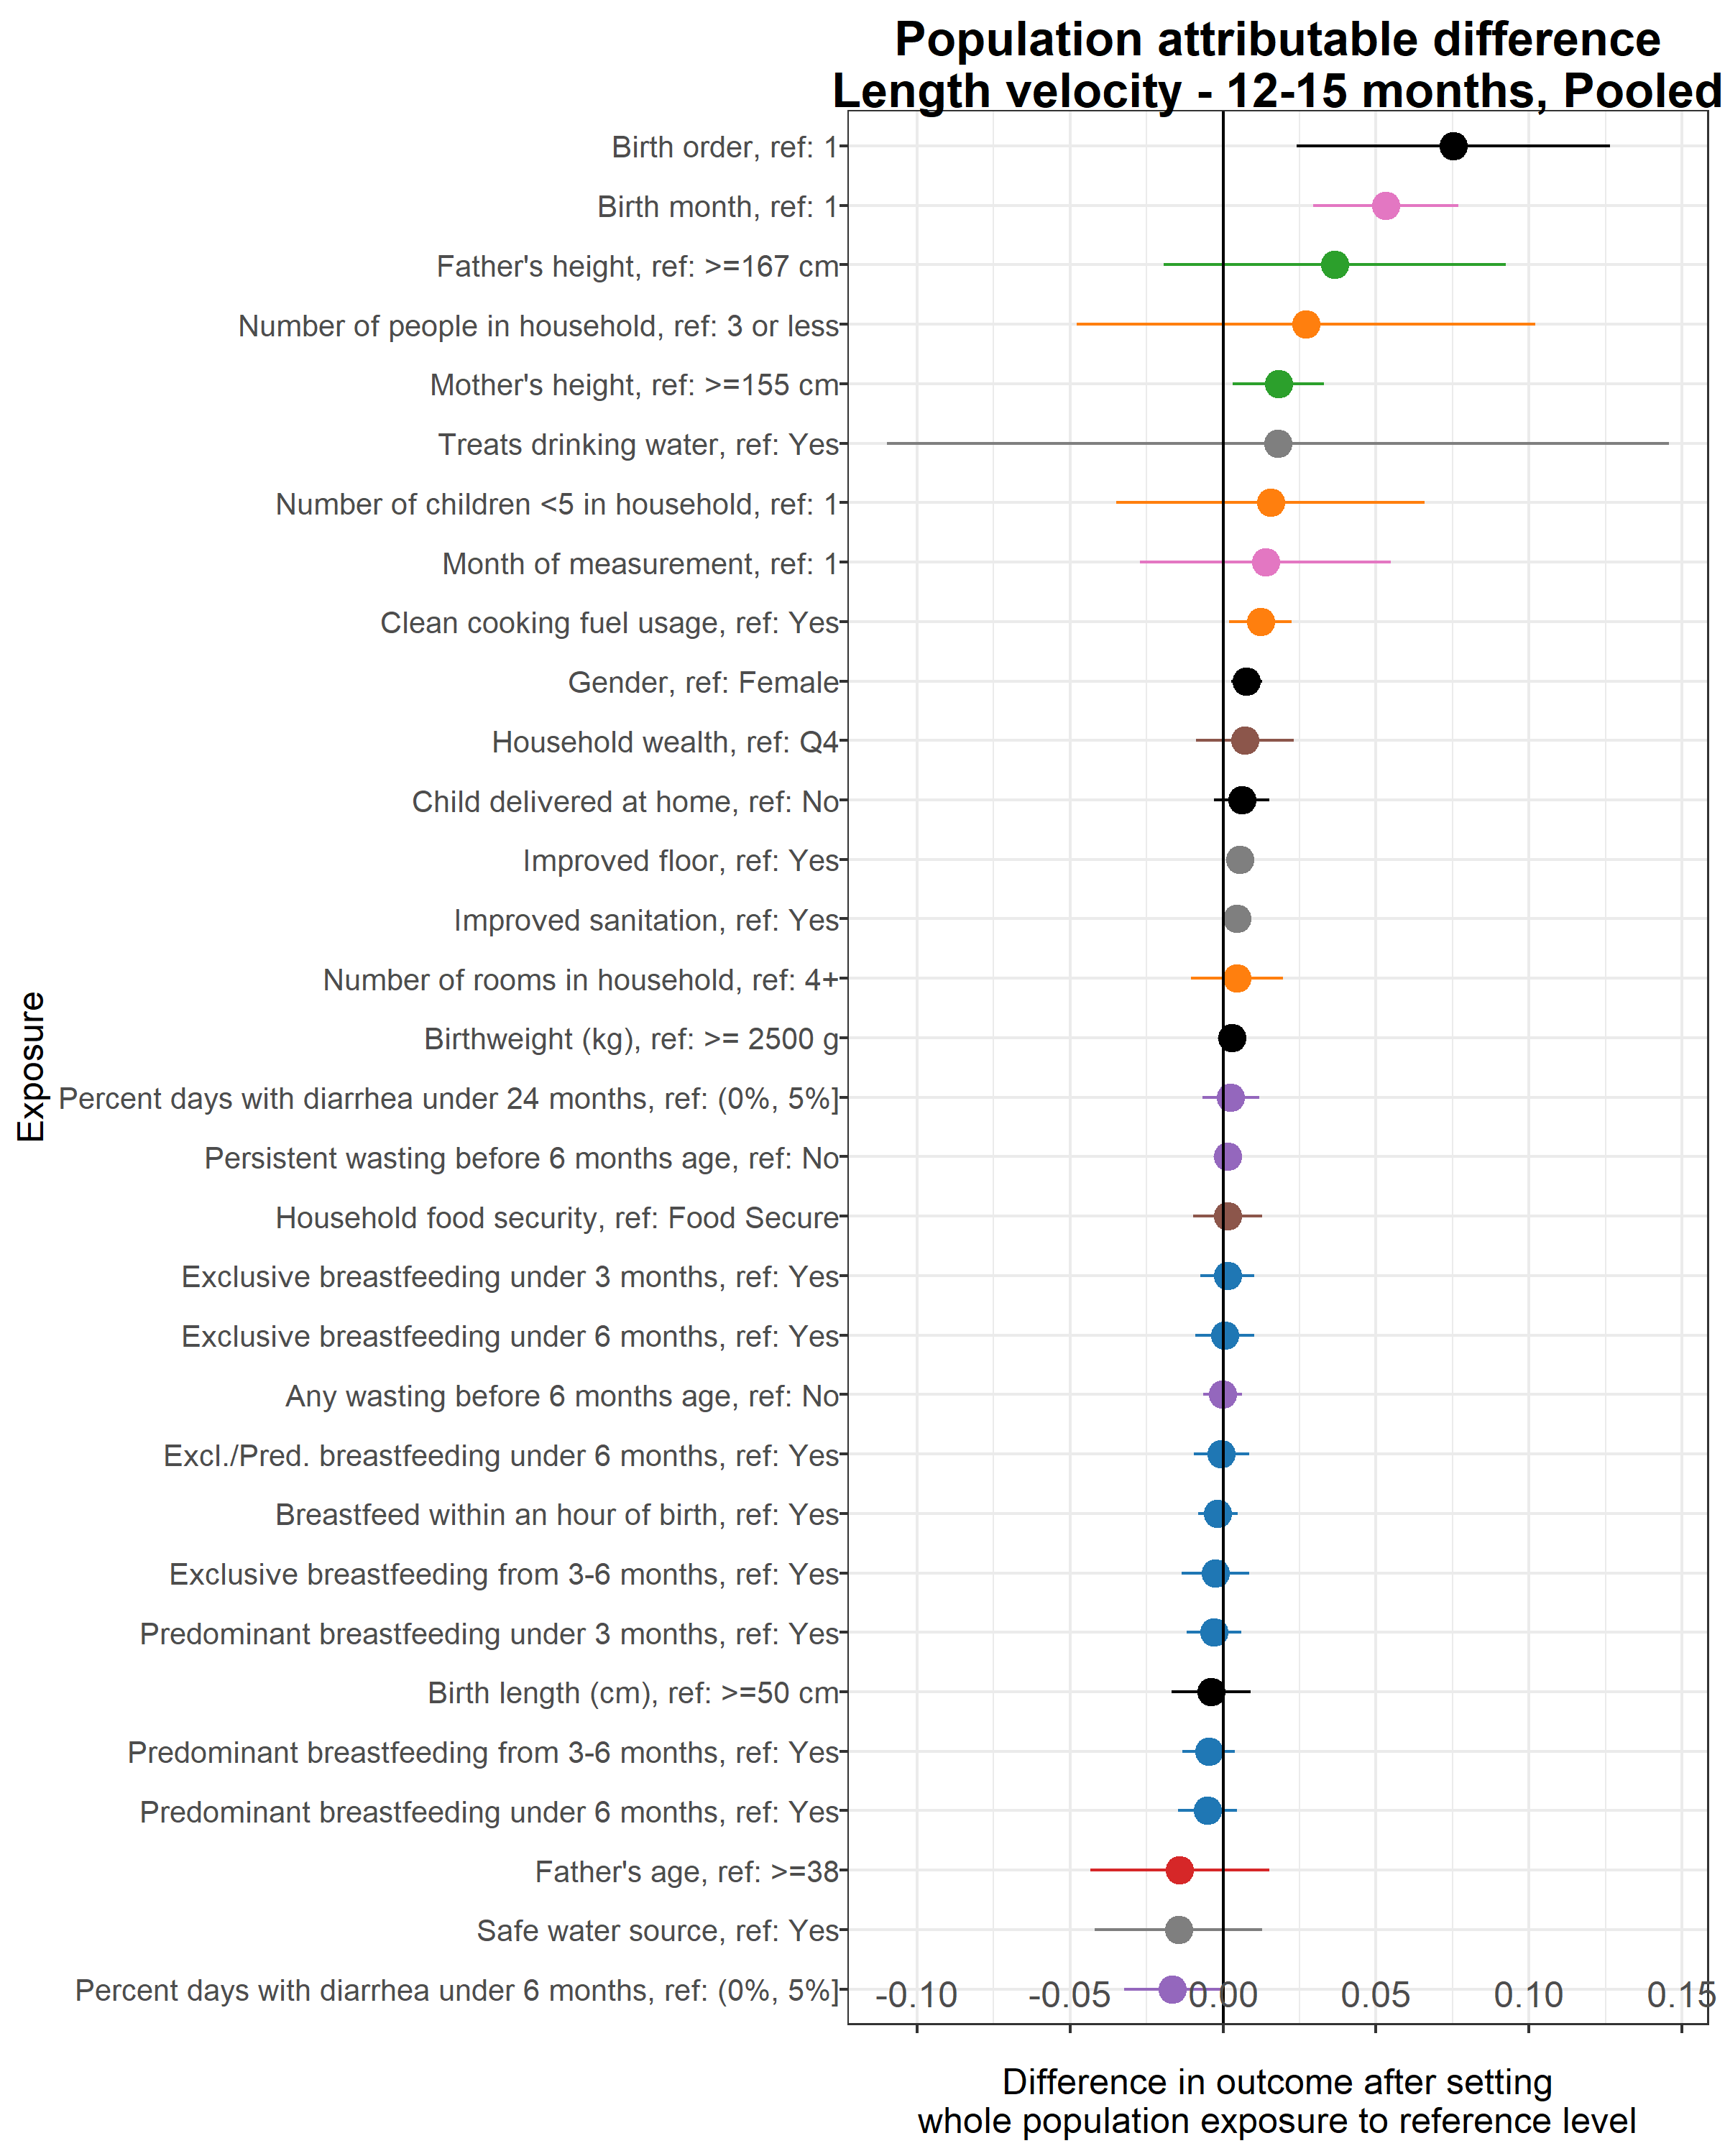 Population attributable difference
Length velocity - 12-15 months, Pooled
Birth order, ref: 1
Birth month, ref: 1
Father's height, ref: >=167 cm
Number of people in household, ref: 3 or less
Mother's height, ref: >=155 cm
Treats drinking water, ref: Yes
Number of children <5 in household, ref: 1
Month of measurement, ref: 1
Clean cooking fuel usage, ref: Yes
Gender, ref: Female
Household wealth, ref: Q4
Child delivered at home, ref: No
Improved floor, ref: Yes
Improved sanitation, ref: Yes
Number of rooms in household, ref: 4+
Birthweight (kg), ref: >= 2500 g
Percent days with diarrhea under 24 months, ref: (0%, 5%]
Persistent wasting before 6 months age, ref: No
Household food security, ref: Food Secure
Exclusive breastfeeding under 3 months, ref: Yes
Exclusive breastfeeding under 6 months, ref: Yes
Any wasting before 6 months age, ref: No
Excl./Pred. breastfeeding under 6 months, ref: Yes
Breastfeed within an hour of birth, ref: Yes
Exclusive breastfeeding from 3-6 months, ref: Yes
Predominant breastfeeding under 3 months, ref: Yes
Birth length (cm), ref: >=50 cm
Predominant breastfeeding from 3-6 months, ref: Yes
Predominant breastfeeding under 6 months, ref: Yes
Father's age, ref: >=38
Safe water source, ref: Yes
Percent days with diarrhea under 6 months, ref: (0%, 5%]
Exposure
-0.10 -0.05 0.00 0.05 0.10 0.15
Difference in outcome after setting
whole population exposure to reference level